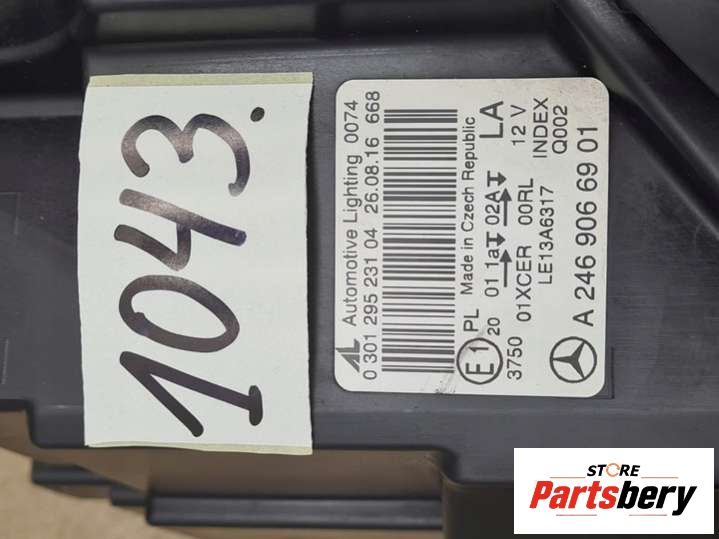 1043.
AL Automotive Lighting 0074
0 301 295 231 04 26.08.16 668
E1 PL Made in Czech Republic
20 01 1a 02A LA
3750 01XCER 00RL 12 V
LE13A6317 INDEX
Q002
A 246 906 69 01
STORE
Partsbery